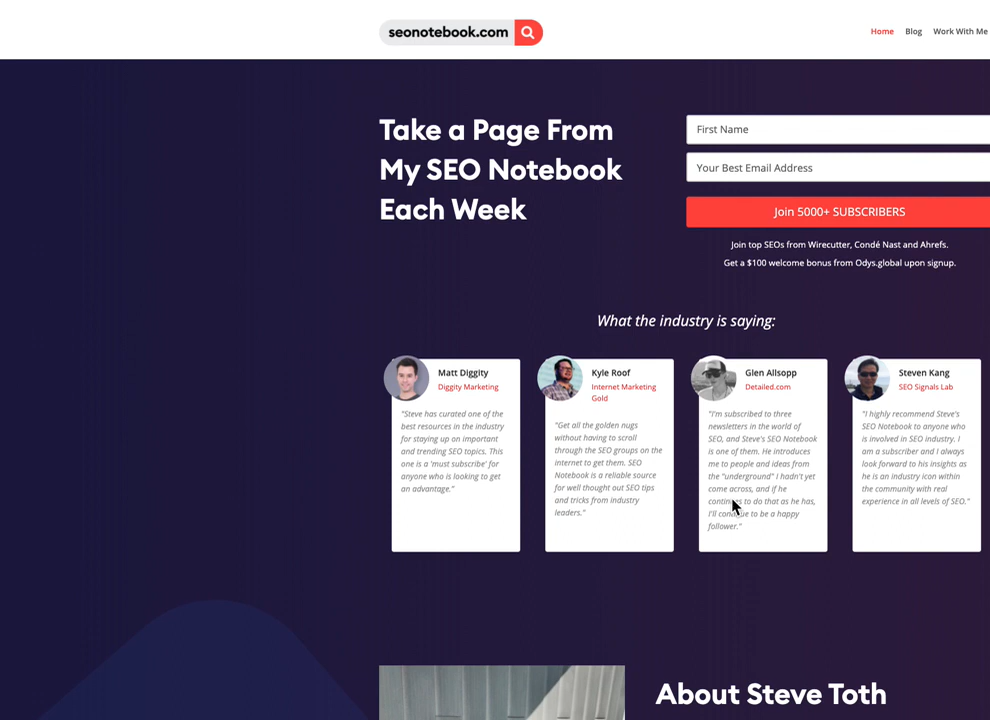 seonotebook.com
Home Blog Work With Me
Take a Page From
My SEO Notebook
Each Week
First Name
Your Best Email Address
Join 5000+ SUBSCRIBERS
Join top SEOs from Wirecutter, Condé Nast and Ahrefs.
Get a $100 welcome bonus from Odys.global upon signup.
What the industry is saying:
Matt Diggity
Diggity Marketing
"Steve has curated one of the
best resources in the industry
for staying up on important
and trending SEO topics. This
one is a 'must subscribe' for
anyone who is looking to get
an advantage."
Kyle Roof
Internet Marketing
Gold
"Get all the golden nugs
without having to scroll
through the SEO groups on the
internet to get them. SEO
Notebook is a reliable source
for well thought out SEO tips
and tricks from industry
leaders."
Glen Allsopp
Detailed.com
"I'm subscribed to three
newsletters in the world of
SEO, and Steve's SEO Notebook
is one of them. He introduces
me to people and ideas from
the "underground" I hadn't yet
come across, and if he
continues to do that as he has,
I'll continue to be a happy
follower."
Steven Kang
SEO Signals Lab
"I highly recommend Steve's
SEO Notebook to anyone who
is involved in SEO industry. I
am a subscriber and I always
look forward to his insights as
he is an industry icon within
the community with real
experience in all levels of SEO."
About Steve Toth